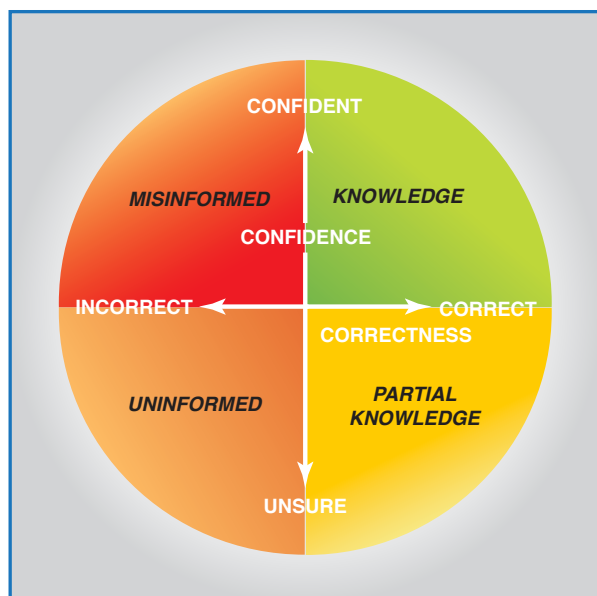 CONFIDENT
MISINFORMED
KNOWLEDGE
CONFIDENCE
INCORRECT
CORRECT
CORRECTNESS
UNINFORMED
PARTIAL
KNOWLEDGE
UNSURE